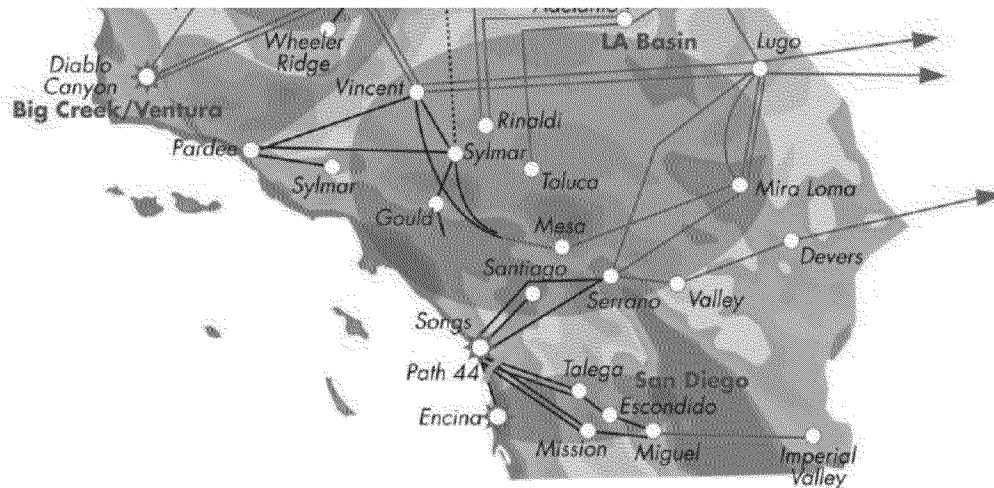 Adelanto
Wheeler
Ridge
LA Basin
Lugo
Diablo
Canyon
Vincent
Big Creek/Ventura
Rinaldi
Pardee
Sylmar
Sylmar
Toluca
Mira Loma
Gould
Mesa
Devers
Santiago
Serrano
Valley
Songs
Path 44
Talega
San Diego
Escondido
Encina
Mission
Miguel
Imperial
Valley